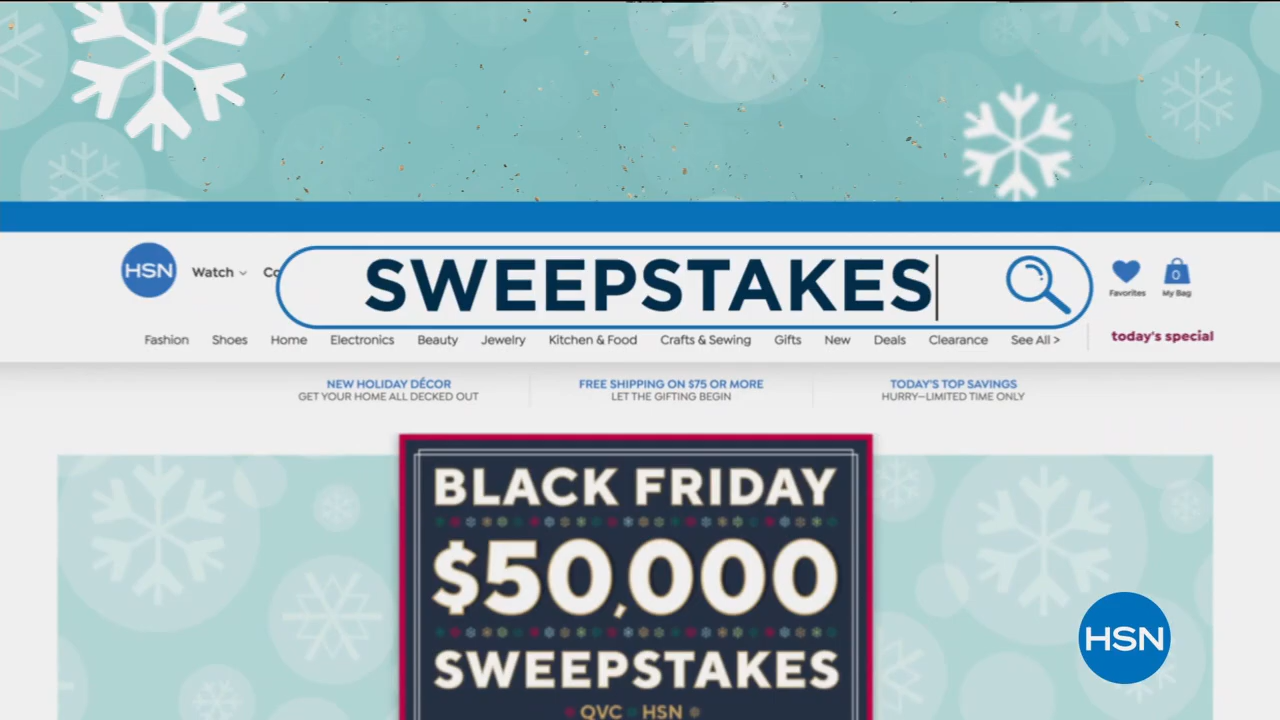 HSN
Watch
SWEEPSTAKES
Favorites
0
My Bag
Fashion Shoes Home Electronics Beauty Jewelry Kitchen & Food Crafts & Sewing Gifts New Deals Clearance See All > today's special
NEW HOLIDAY DÉCOR
GET YOUR HOME ALL DECKED OUT
FREE SHIPPING ON $75 OR MORE
LET THE GIFTING BEGIN
TODAY'S TOP SAVINGS
HURRY—LIMITED TIME ONLY
BLACK FRIDAY
$50,000
SWEEPSTAKES
QVC HSN
HSN